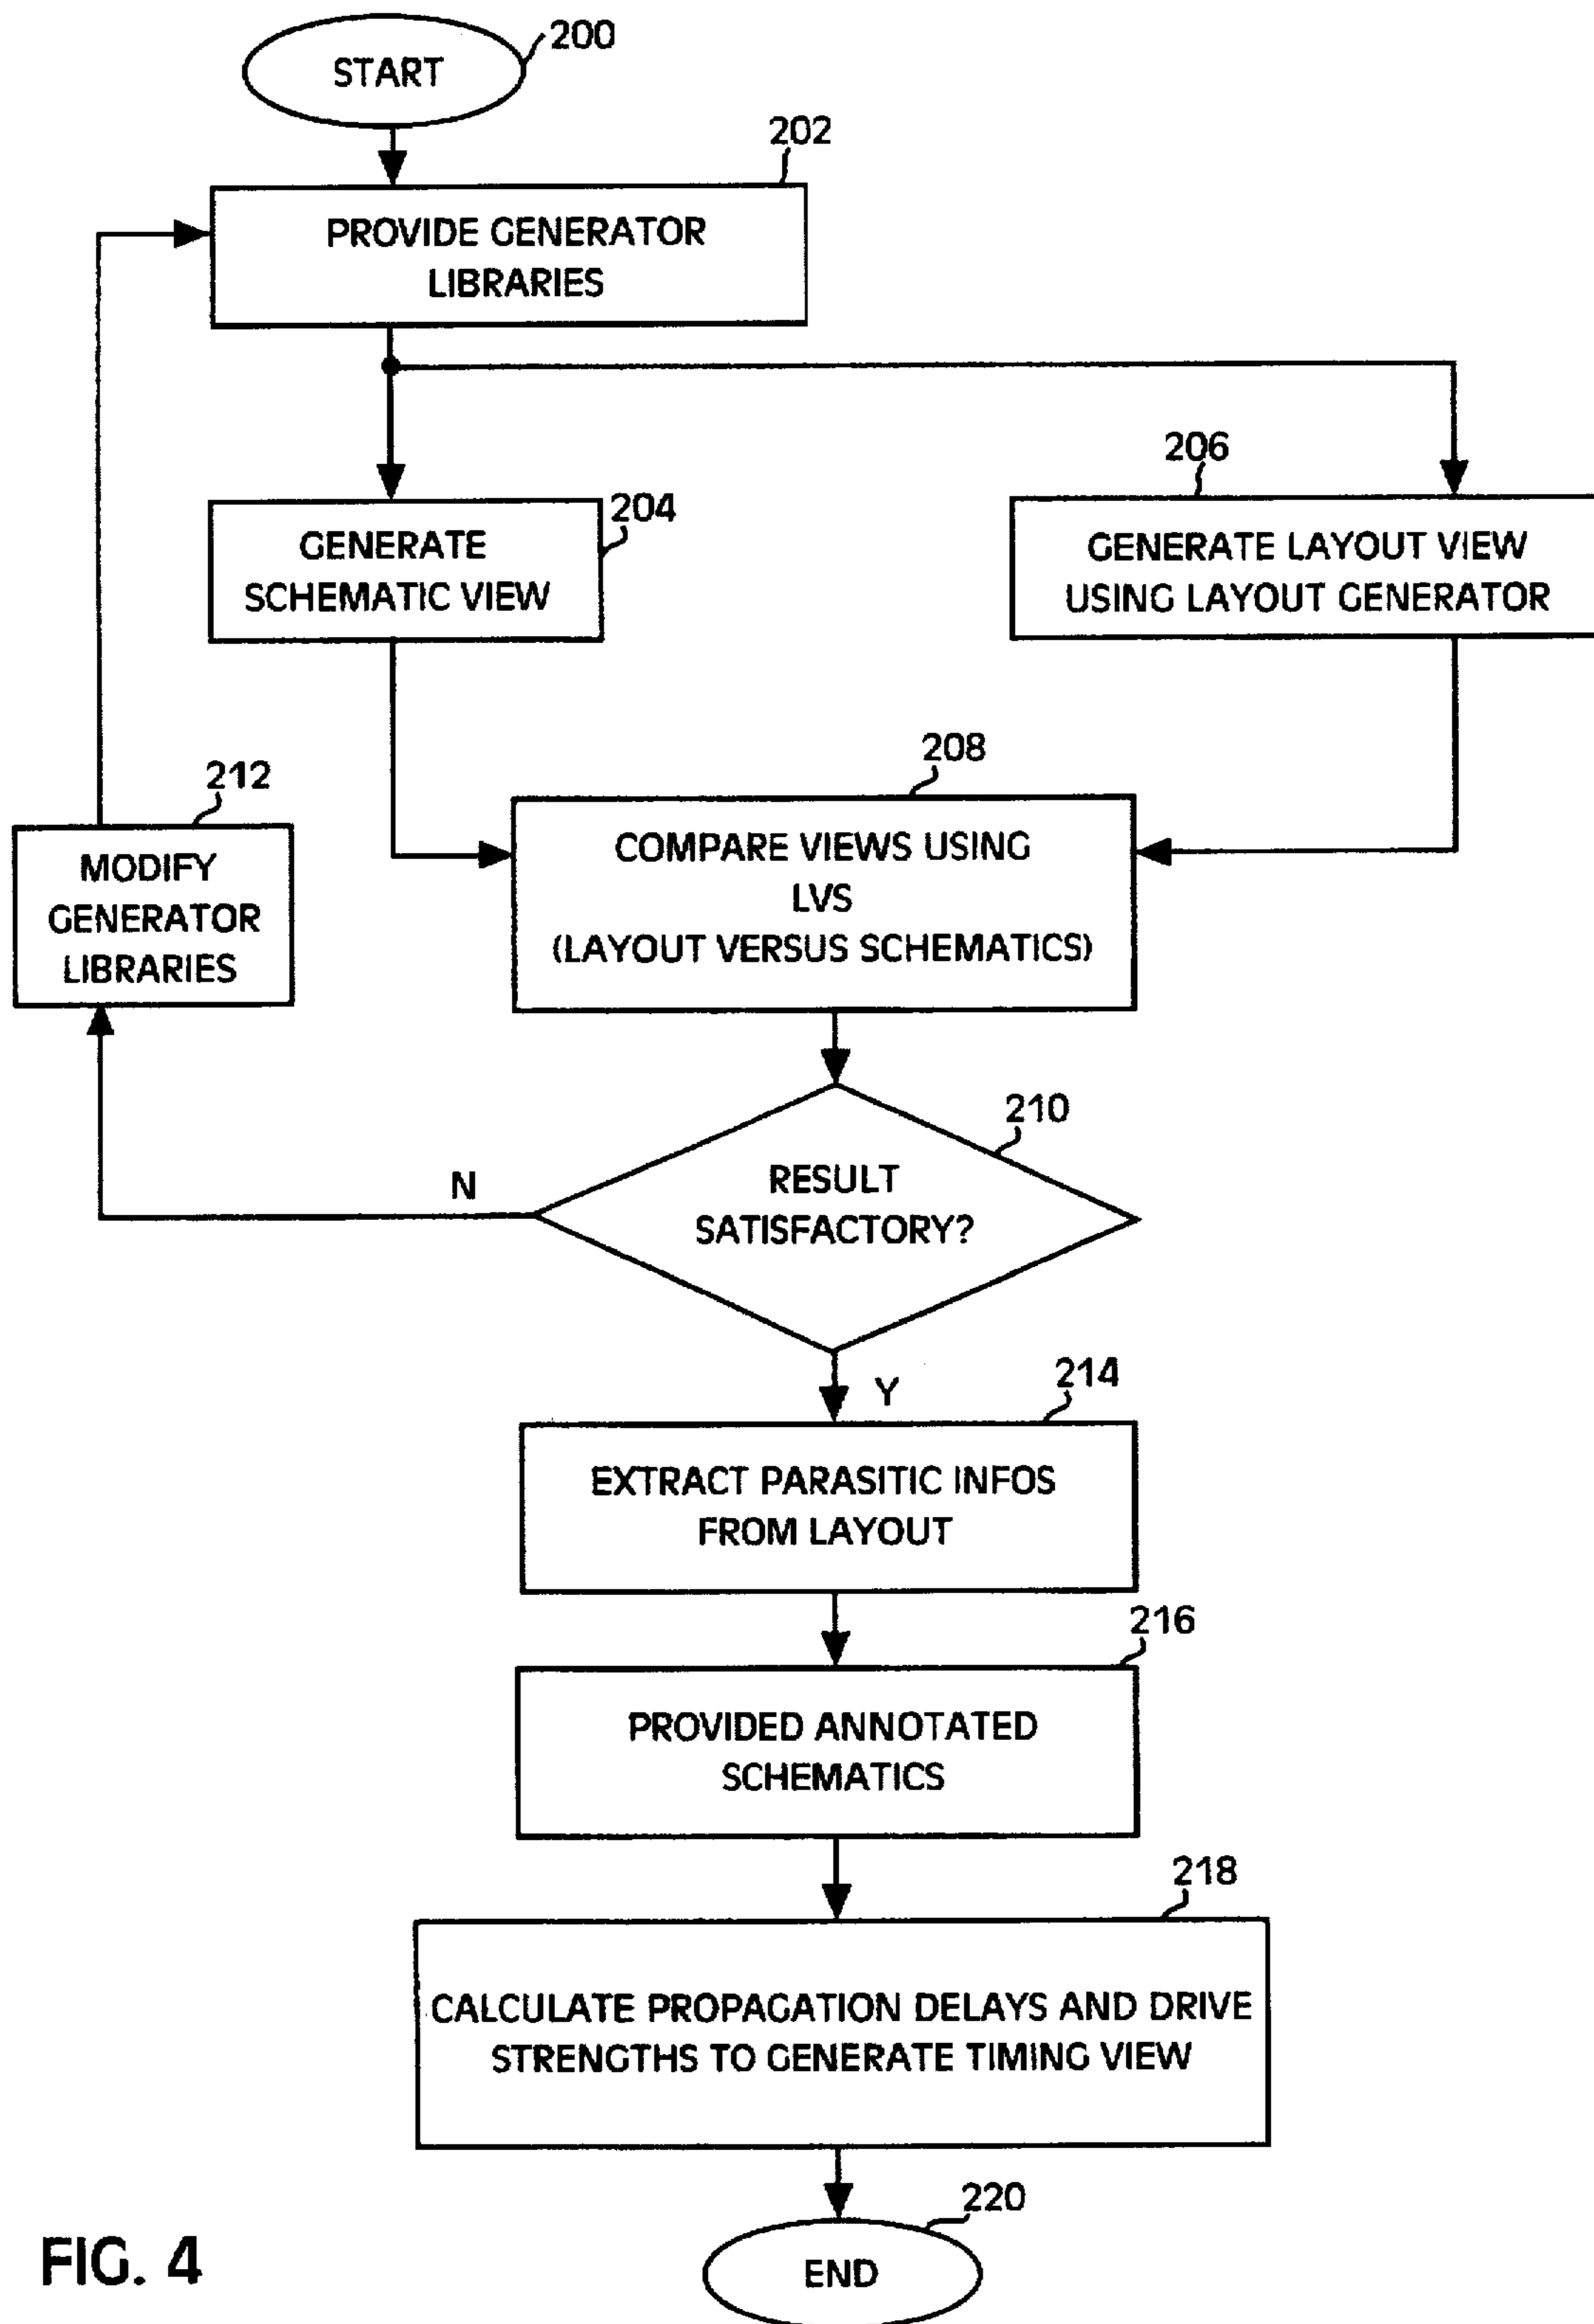 START
200
202
PROVIDE GENERATOR
LIBRARIES
204
GENERATE
SCHEMATIC VIEW
206
GENERATE LAYOUT VIEW
USING LAYOUT GENERATOR
208
COMPARE VIEWS USING
LVS
(LAYOUT VERSUS SCHEMATICS)
212
MODIFY
GENERATOR
LIBRARIES
210
RESULT
SATISFACTORY?
N
Y
214
EXTRACT PARASITIC INFOS
FROM LAYOUT
216
PROVIDED ANNOTATED
SCHEMATICS
218
CALCULATE PROPAGATION DELAYS AND DRIVE
STRENGTHS TO GENERATE TIMING VIEW
220
END
FIG. 4